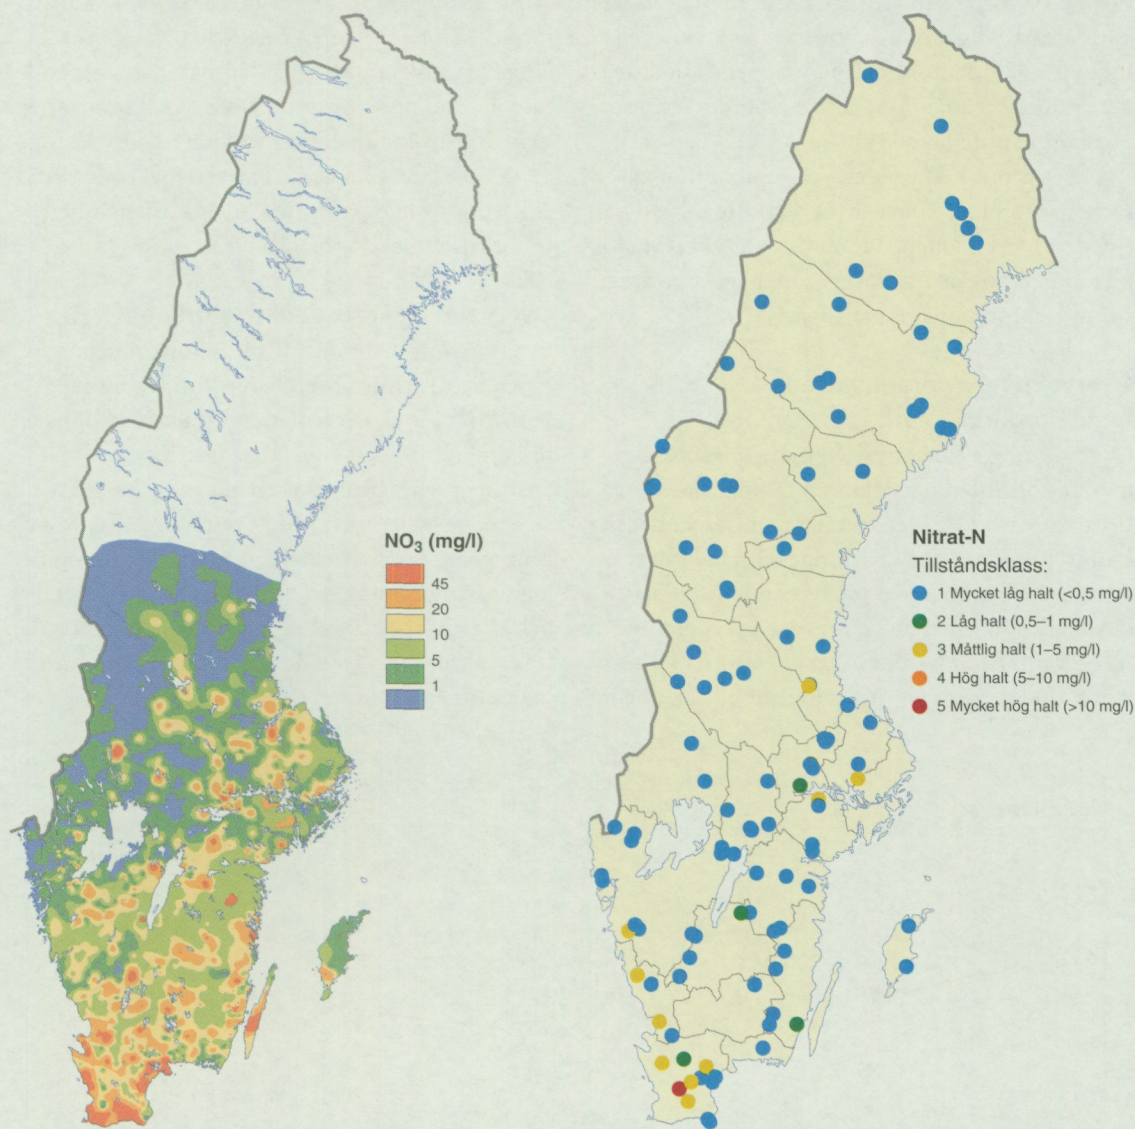 NO3 (mg/l)
45
20
10
5
1
Nitrat-N
Tillståndsklass:
1 Mycket låg halt (<0,5 mg/l)
2 Låg halt (0,5–1 mg/l)
3 Måttlig halt (1–5 mg/l)
4 Hög halt (5–10 mg/l)
5 Mycket hög halt (>10 mg/l)